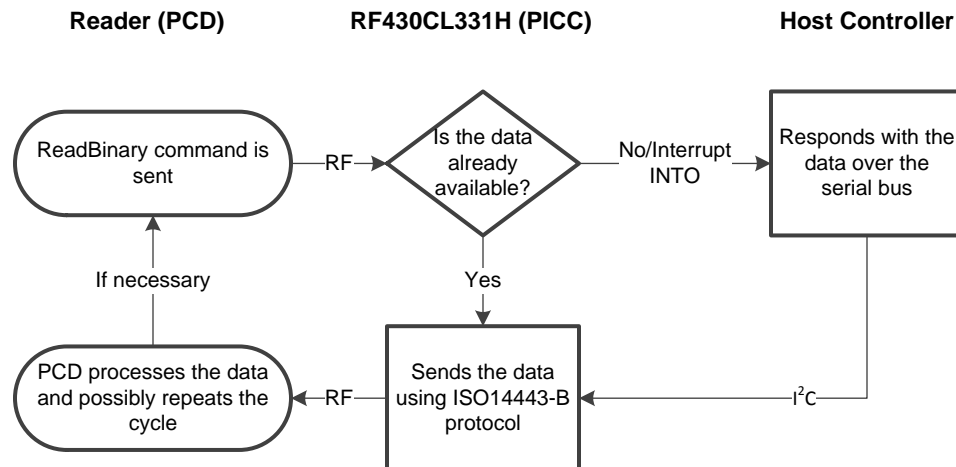 Reader (PCD)
RF430CL331H (PICC)
Host Controller
ReadBinary command is
sent
RF
Is the data
already
available?
No/Interrupt
INTO
Responds with the
data over the
serial bus
If necessary
Yes
PCD processes the data
and possibly repeats the
cycle
RF
Sends the data
using ISO14443-B
protocol
I²C